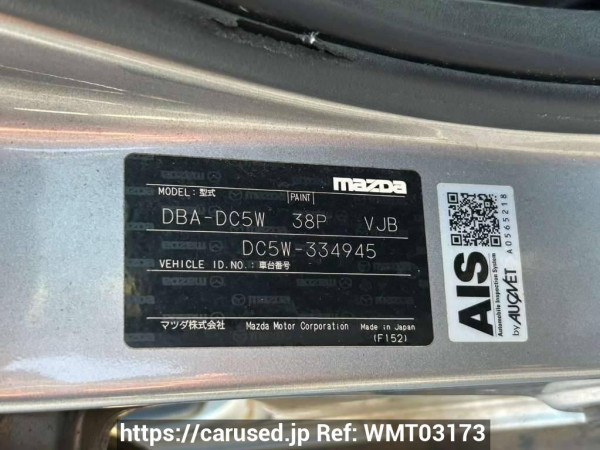 mazda
MODEL: 型式 PAINT
DBA-DC5W 38P VJB
DC5W-334945
VEHICLE ID.NO.: 車台番号
マツダ株式会社 Mazda Motor Corporation Made in Japan
(F152)
AIS
Automobile Inspection System
by AUCNET
A0565218
https://carused.jp Ref: WMT03173